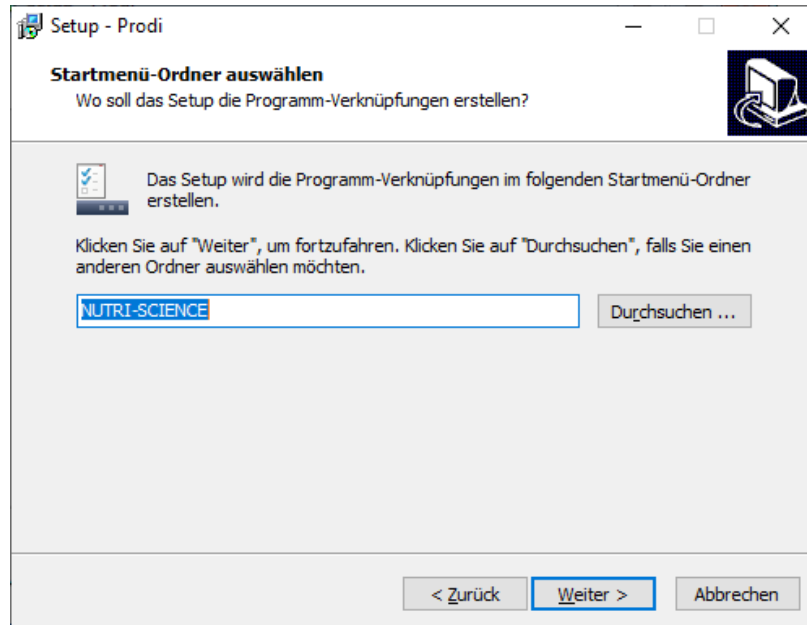 Setup - Prodi
Startmenü-Ordner auswählen
Wo soll das Setup die Programm-Verknüpfungen erstellen?
Das Setup wird die Programm-Verknüpfungen im folgenden Startmenü-Ordner
erstellen.
Klicken Sie auf "Weiter", um fortzufahren. Klicken Sie auf "Durchsuchen", falls Sie einen
anderen Ordner auswählen möchten.
NUTRI-SCIENCE
Durchsuchen ...
< Zurück
Weiter >
Abbrechen